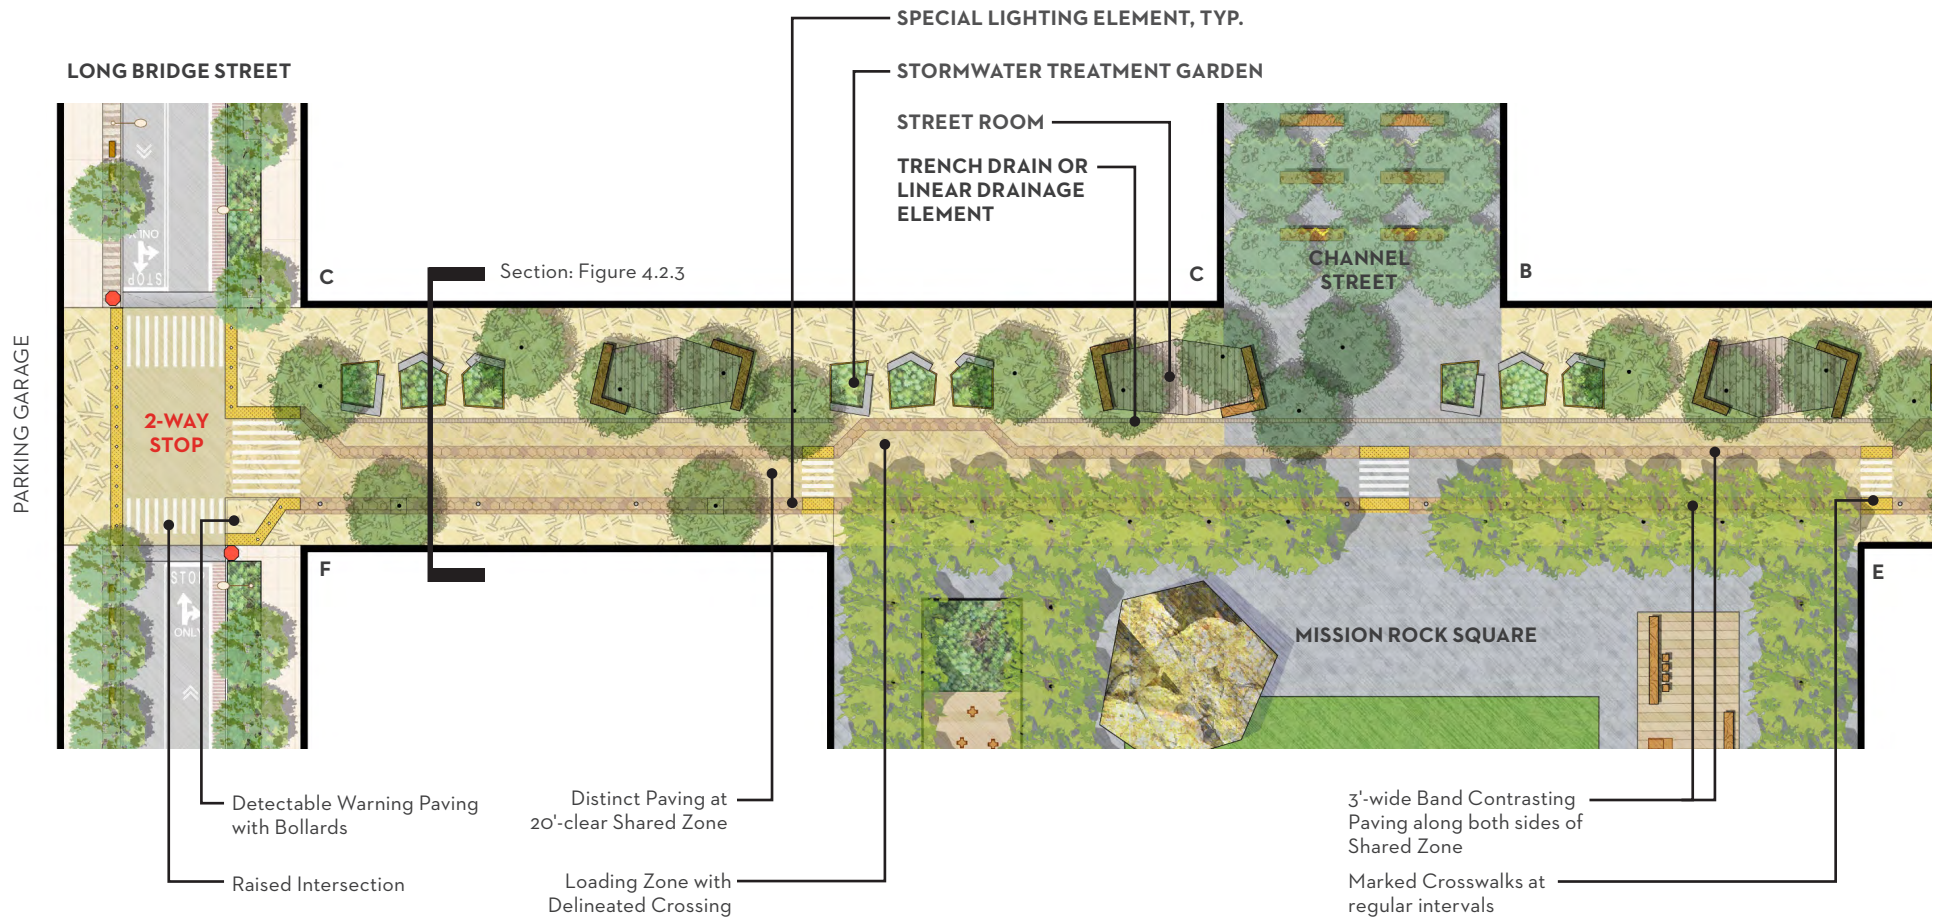 SPECIAL LIGHTING ELEMENT, TYP.
LONG BRIDGE STREET
STORMWATER TREATMENT GARDEN
STREET ROOM
TRENCH DRAIN OR
LINEAR DRAINAGE
ELEMENT
ONLY
STOP
C
Section: Figure 4.2.3
C
CHANNEL
STREET
B
PARKING GARAGE
2-WAY
STOP
F
E
STOP
ONLY
MISSION ROCK SQUARE
Detectable Warning Paving
with Bollards
Raised Intersection
Distinct Paving at
20'-clear Shared Zone
Loading Zone with
Delineated Crossing
3'-wide Band Contrasting
Paving along both sides of
Shared Zone
Marked Crosswalks at
regular intervals